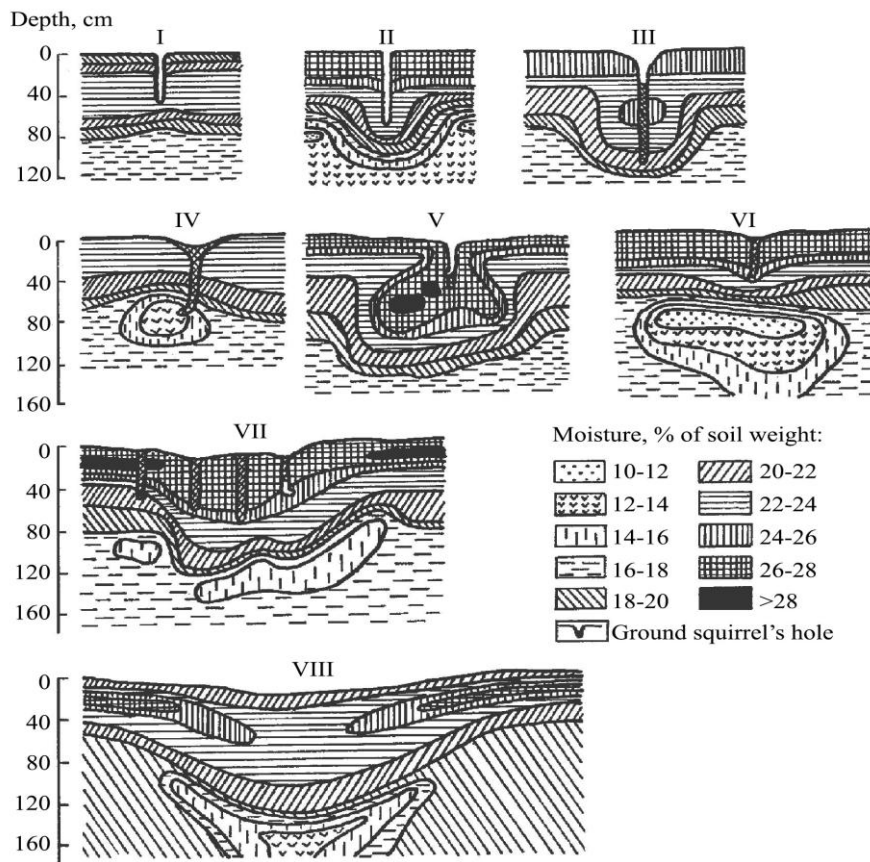 Depth, cm
I
II
III
0
40
80
120
IV
V
VI
0
40
80
120
160
VII
0
40
80
120
160
Moisture, % of soil weight:
10-12
20-22
12-14
22-24
14-16
24-26
16-18
26-28
18-20
>28
Ground squirrel's hole
VIII
0
40
80
120
160